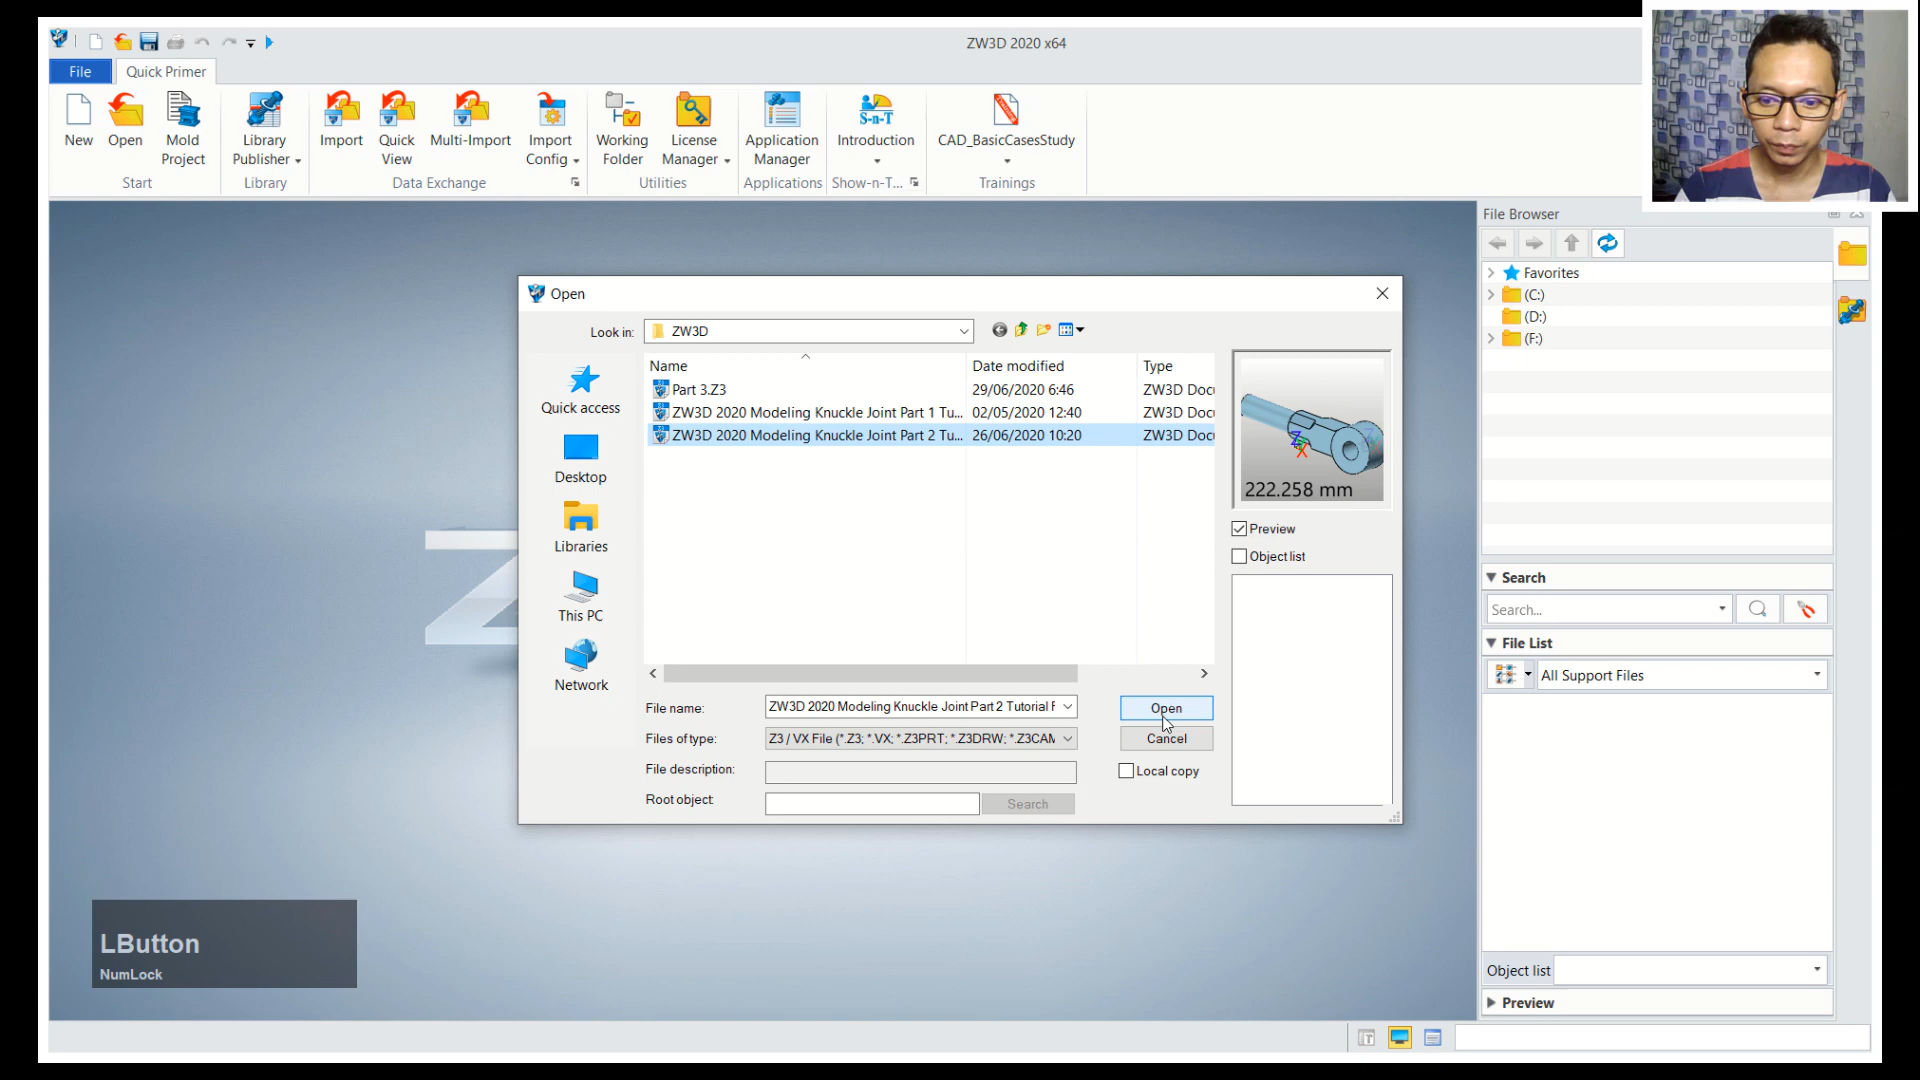 ZW3D 2020 x64
File
Quick Primer
New
Open
Mold Project
Library Publisher
Import
Quick View
Multi-Import
Import Config
Working Folder
License Manager
Application Manager
S-n-T
Introduction
CAD_BasicCasesStudy
Start
Library
Data Exchange
Utilities
Applications
Show-n-T...
Trainings
File Browser
Favorites
(C:)
(D:)
(F:)
Open
Look in:
ZW3D
Name
Date modified
Type
Part 3.Z3
29/06/2020 6:46
ZW3D Doc
ZW3D 2020 Modeling Knuckle Joint Part 1 Tu...
02/05/2020 12:40
ZW3D Doc
ZW3D 2020 Modeling Knuckle Joint Part 2 Tu...
26/06/2020 10:20
ZW3D Doc
Quick access
Desktop
Libraries
This PC
Network
Z
X
222.258 mm
Preview
Object list
File name:
ZW3D 2020 Modeling Knuckle Joint Part 2 Tutorial
Open
Files of type:
Z3 / VX File (*.Z3; *.VX; *.Z3PRT; *.Z3DRW; *.Z3CAM
Cancel
File description:
Local copy
Root object:
Search
Search
Search...
File List
All Support Files
Object list
Preview
LButton
NumLock